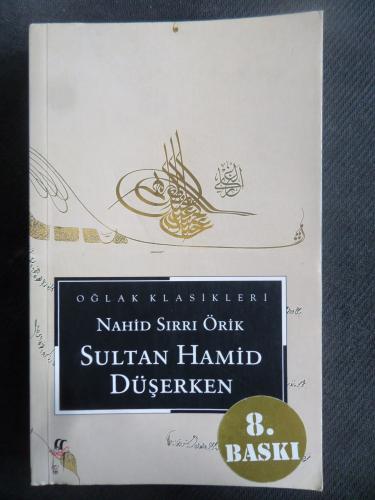 OĞLAK KLASİKLERİ
NAHİD SIRRI ÖRİK
SULTAN HAMİD
DÜŞERKEN
8.
BASKI